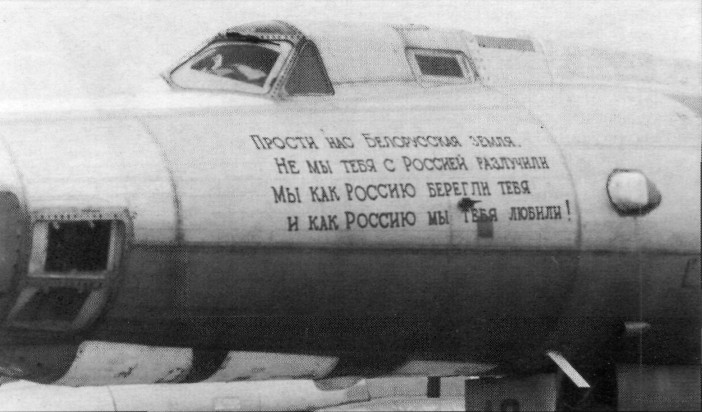 Прости нас Белорусская земля.
Не мы тебя с Россией разлучили
Мы как Россию берегли тебя
и как Россию мы тебя любили!